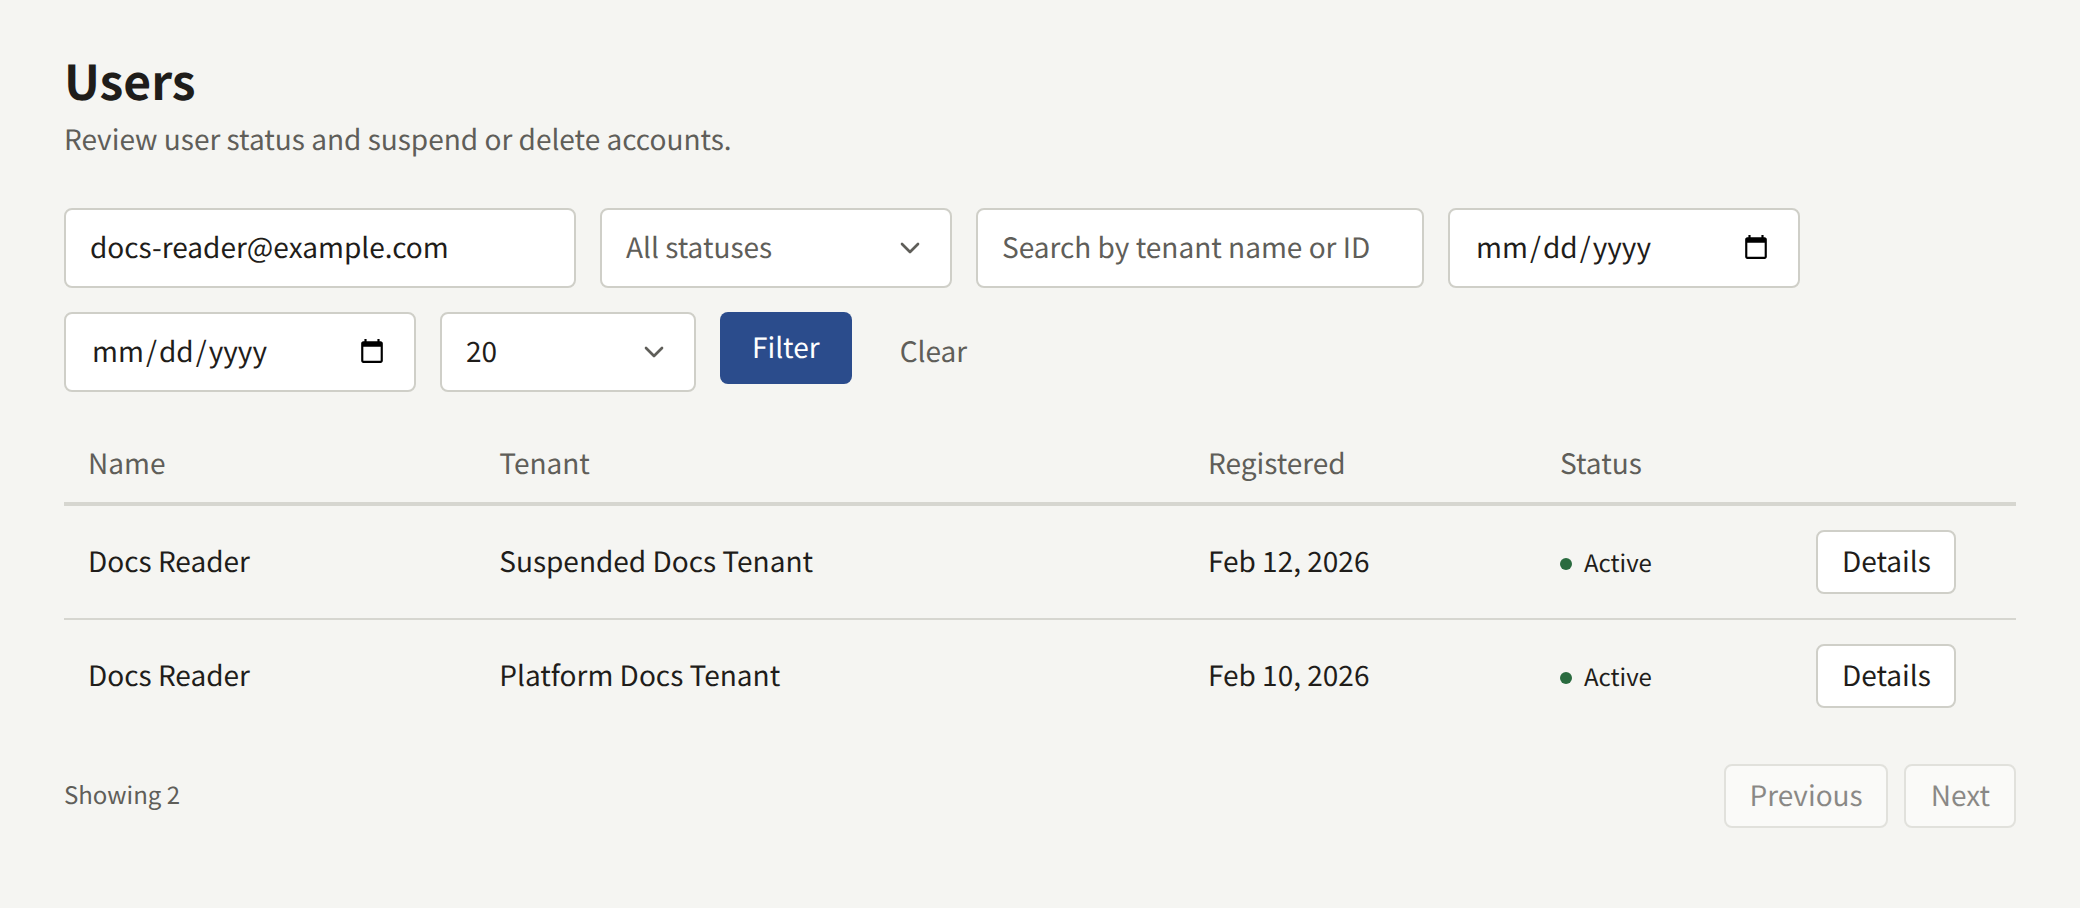 Users
Review user status and suspend or delete accounts.
docs-reader@example.com All statuses Search by tenant name or ID mm/dd/yyyy
mm/dd/yyyy 20 Filter Clear
Name Tenant Registered Status
Docs Reader Suspended Docs Tenant Feb 12, 2026 Active Details
Docs Reader Platform Docs Tenant Feb 10, 2026 Active Details
Showing 2 Previous Next